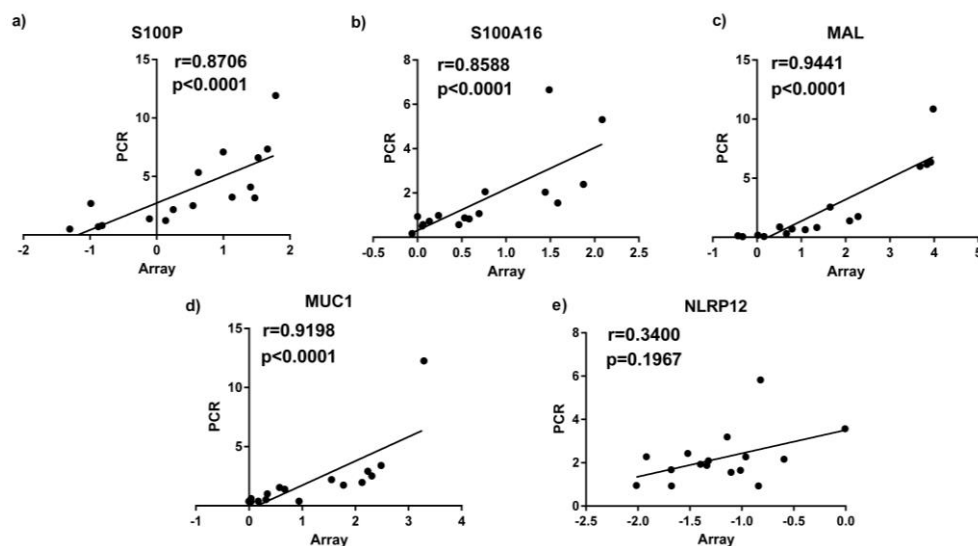 a)
S100P
r=0.8706
p<0.0001
15
10
5
PCR
-2
-1
0
1
2
Array
b)
S100A16
r=0.8588
p<0.0001
8
6
4
2
PCR
-0.5
0.0
0.5
1.0
1.5
2.0
2.5
Array
c)
MAL
r=0.9441
p<0.0001
15
10
5
PCR
-1
0
1
2
3
4
5
Array
d)
MUC1
r=0.9198
p<0.0001
15
10
5
PCR
-1
0
1
2
3
4
Array
e)
NLRP12
r=0.3400
p=0.1967
8
6
4
2
0
PCR
-2.5
-2.0
-1.5
-1.0
-0.5
0.0
Array